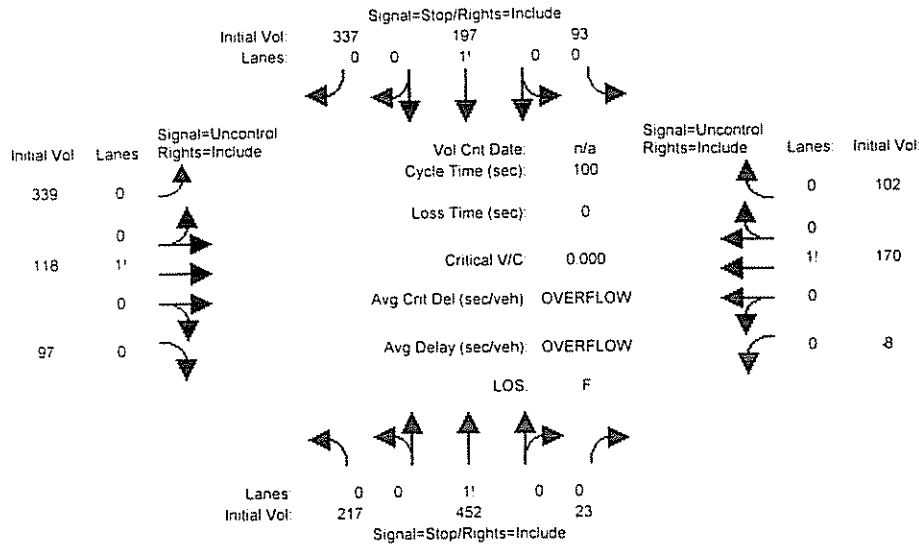 Signal=Stop/Rights=Include
Initial Vol: 337 197 93
Lanes: 0 0 1! 0 0
Signal=Uncontrol
Rights=Include
Initial Vol Lanes
339 0
0
118 1!
0
97 0
Vol Cnt Date: n/a
Cycle Time (sec): 100
Loss Time (sec): 0
Critical V/C 0.000
Avg Crit Del (sec/veh) OVERFLOW
Avg Delay (sec/veh): OVERFLOW
LOS. F
Signal=Uncontrol
Rights=Include
Lanes: Initial Vol:
0 102
0
1! 170
0
0 -8
Lanes: 0 0 1! 0 0
Initial Vol: 217 452 23
Signal=Stop/Rights=Include